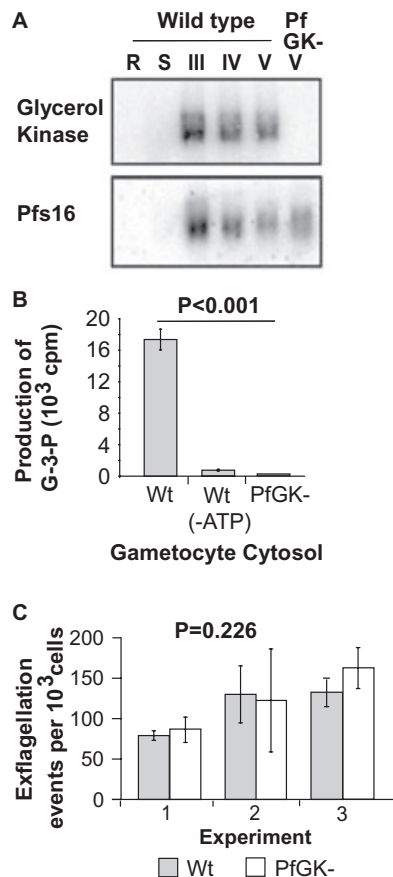 A
Wild type
Pf
GK-
R S III IV V V
Glycerol
Kinase
Pfs16
B
P<0.001
Production of
G-3-P (10³ cpm)
20
16
12
8
4
0
Wt Wt PfGK-
(-ATP)
Gametocyte Cytosol
C
P=0.226
Exflagellation
events per 10³cells
200
150
100
50
0
1 2 3
Experiment
Wt PfGK-